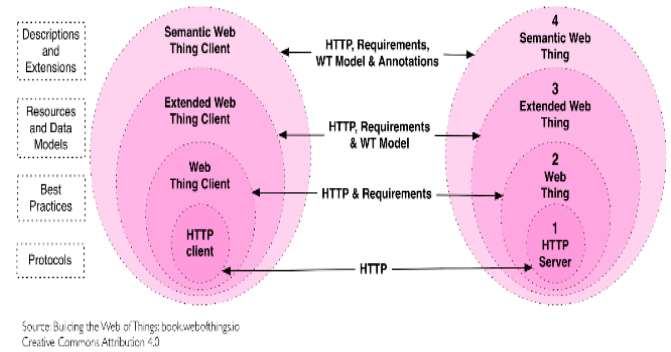 Descriptions
and
Extensions
Resources
and Data
Models
Best
Practices
Protocols
Semantic Web
Thing Client
Extended Web
Thing Client
Web
Thing Client
HTTP
client
HTTP, Requirements,
WT Model & Annotations
HTTP, Requirements
& WT Model
HTTP & Requirements
HTTP
4
Semantic Web
Thing
3
Extended Web
Thing
2
Web
Thing
1
HTTP
Server
Source: Building the Web of Things: book.webofthings.io
Creative Commons Attribution 4.0